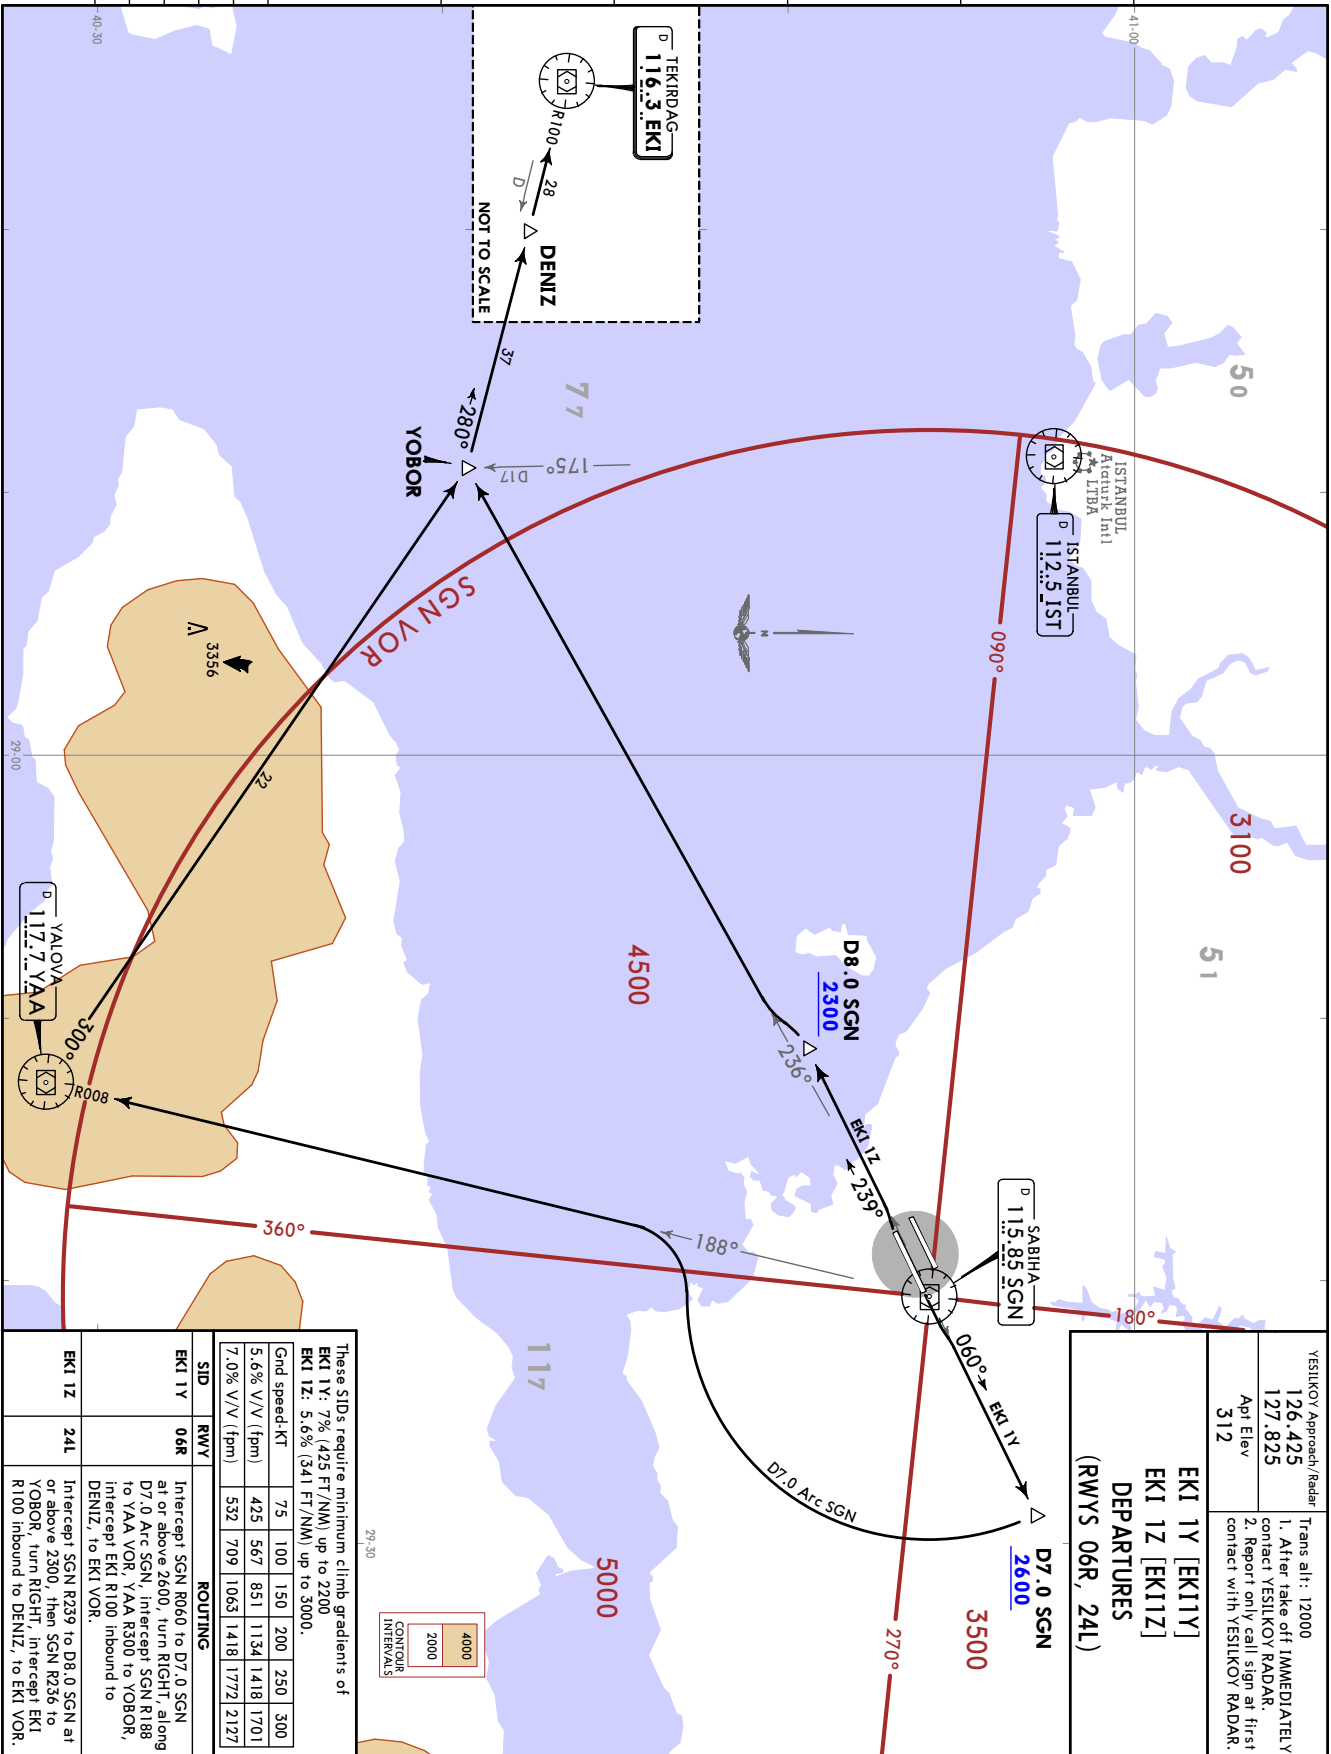 YESILKOY Approach/Radar
126.425
127.825
Apt Elev
312
Trans alt: 12000
1. After take off IMMEDIATELY
contact YESILKOY RADAR.
2. Report only call sign at first
contact with YESILKOY RADAR.
EKI 1Y [EKI1Y]
EKI 1Z [EKI1Z]
DEPARTURES
(RWYS 06R, 24L)
41-00
50
3100
51
ISTANBUL
Ataturk Intl
LTBA
ISTANBUL
D 112.5 IST
090°
180°
SABIHA
D 115.85 SGN
060°
EKI 1Y
D7.0 SGN
2600
3500
270°
D8.0 SGN
2300
236°
EKI 1Z
239°
D7.0 Arc SGN
N
TEKIRDAG
D 116.3 EKI
R100
28
D
DENIZ
NOT TO SCALE
37
77
280°
175°
D17
YOBOR
SGN VOR
4500
188°
117
5000
3356
22
360°
YALOVA
D 117.7 YAA
300°
R008
40-30
29-00
29-30
4000
2000
CONTOUR
INTERVALS
These SIDs require minimum climb gradients of
EKI 1Y: 7% (425 FT/NM) up to 2200
EKI 1Z: 5.6% (341 FT/NM) up to 3000.
Gnd speed-KT 75 100 150 200 250 300
5.6% V/V (fpm) 425 567 851 1134 1418 1701
7.0% V/V (fpm) 532 709 1063 1418 1772 2127
SID RWY ROUTING
EKI 1Y 06R Intercept SGN R060 to D7.0 SGN
at or above 2600, turn RIGHT, along
D7.0 Arc SGN, intercept SGN R188
to YAA VOR, YAA R300 to YOBOR,
intercept EKI R100 inbound to
DENIZ, to EKI VOR.
EKI 1Z 24L Intercept SGN R239 to D8.0 SGN at
or above 2300, then SGN R236 to
YOBOR, turn RIGHT, intercept EKI
R100 inbound to DENIZ, to EKI VOR.